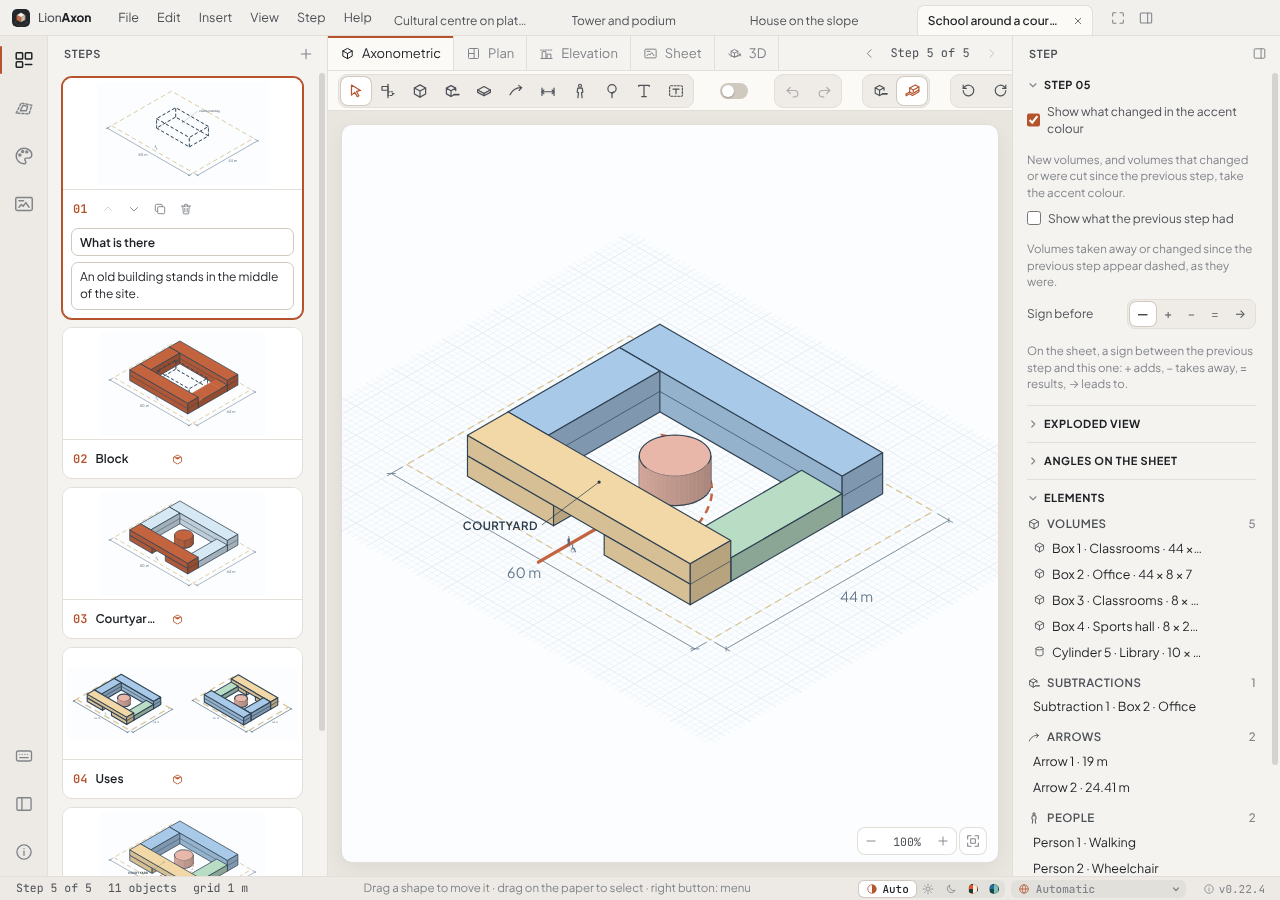 LionAxon
File Edit Insert View Step Help
Cultural centre on plat...
Tower and podium
House on the slope
School around a cour...
STEPS
Axonometric
Plan
Elevation
Sheet
3D
Step 5 of 5
STEP
01
What is there
An old building stands in the middle
of the site.
02 Block
03 Courtyar...
04 Uses
COURTYARD
60 m
44 m
100%
STEP 05
Show what changed in the accent
colour
New volumes, and volumes that changed
or were cut since the previous step, take
the accent colour.
Show what the previous step had
Volumes taken away or changed since the
previous step appear dashed, as they
were.
Sign before — + − = →
On the sheet, a sign between the previous
step and this one: + adds, − takes away, =
results, → leads to.
EXPLODED VIEW
ANGLES ON THE SHEET
ELEMENTS
VOLUMES 5
Box 1 · Classrooms · 44 ×...
Box 2 · Office · 44 × 8 × 7
Box 3 · Classrooms · 8 × ...
Box 4 · Sports hall · 8 × 2...
Cylinder 5 · Library · 10 × ...
SUBTRACTIONS 1
Subtraction 1 · Box 2 · Office
ARROWS 2
Arrow 1 · 19 m
Arrow 2 · 24.41 m
PEOPLE 2
Person 1 · Walking
Person 2 · Wheelchair
Step 5 of 5 11 objects grid 1 m
Drag a shape to move it · drag on the paper to select · right button: menu
Auto
Automatic
v0.22.4